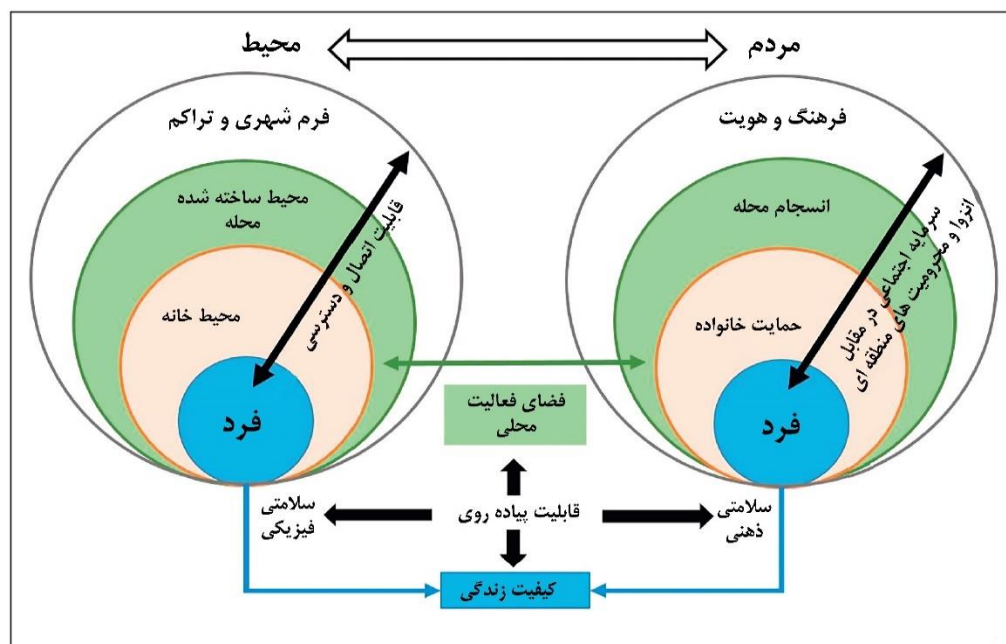 مردم
محیط
فرهنگ و هویت
انسجام محله
حمایت خانواده
فرد
سرمایه اجتماعی در مقابل
انزوا و محرومیت های منطقه ای
فرم شهری و تراکم
محیط ساخته شده
محله
محیط خانه
فرد
قابلیت اتصال و دسترسی
فضای فعالیت
محلی
سلامتی
ذهنی
قابلیت پیاده روی
سلامتی
فیزیکی
کیفیت زندگی